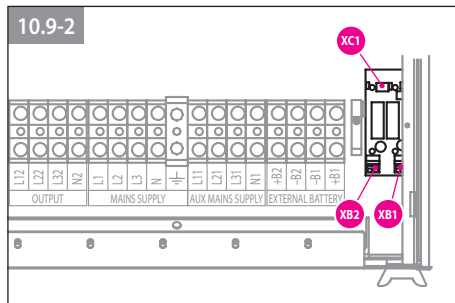 10.9-2
XC1
L12 L22 L32 N2 L1 L2 L3 N L11 L21 L31 N1 +B2 -B2 -B1 +B1
OUTPUT MAINS SUPPLY AUX MAINS SUPPLY EXTERNAL BATTERY
XB2 XB1